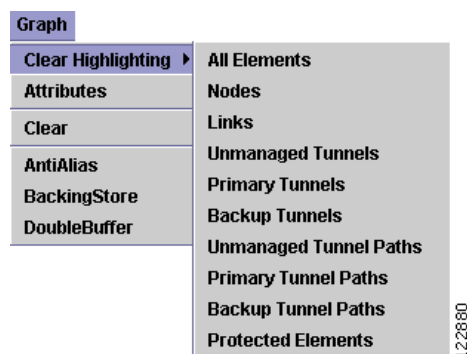 Graph
Clear Highlighting
Attributes
Clear
AntiAlias
BackingStore
DoubleBuffer
All Elements
Nodes
Links
Unmanaged Tunnels
Primary Tunnels
Backup Tunnels
Unmanaged Tunnel Paths
Primary Tunnel Paths
Backup Tunnel Paths
Protected Elements